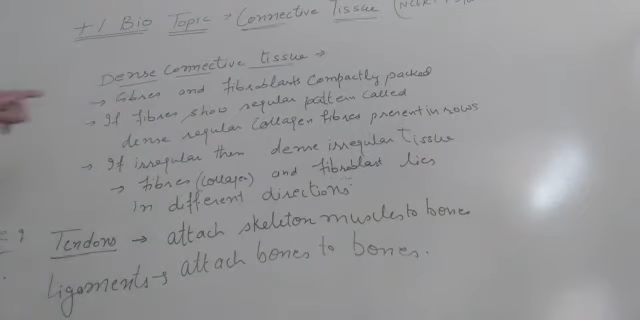 +1 Bio Topic → Connective Tissue (NCERT
Dense Connective tissue →
→ Fibres and fibroblasts Compactly packed
→ If fibres show regular pattern called
dense regular Collagen fibres present in rows
→ If irregular then dense irregular Tissue
→ fibres (Collagen) and fibroblast lies
in different directions.
Tendons → attach skeleton muscles to bone
Ligaments → attach bones to bones.